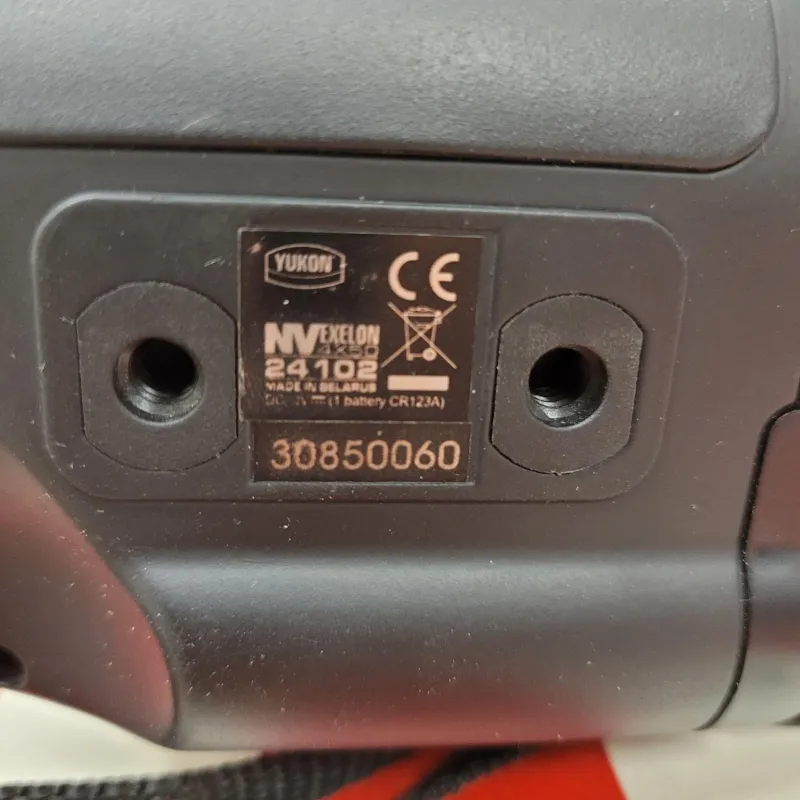 YUKON
CE
NV EXELON
4x50
24102
MADE IN BELARUS
(1 battery CR123A)
30850060